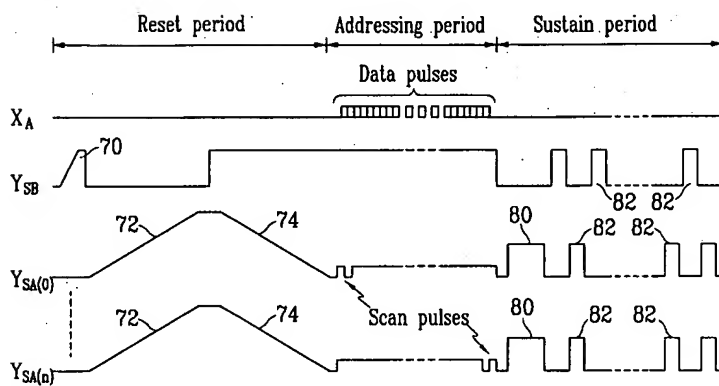 Reset period Addressing period Sustain period
Data pulses
X_A
70
Y_SB
82 82
72 74 80 82 82
Y_SA(0)
Scan pulses
72 74 80 82 82
Y_SA(n)